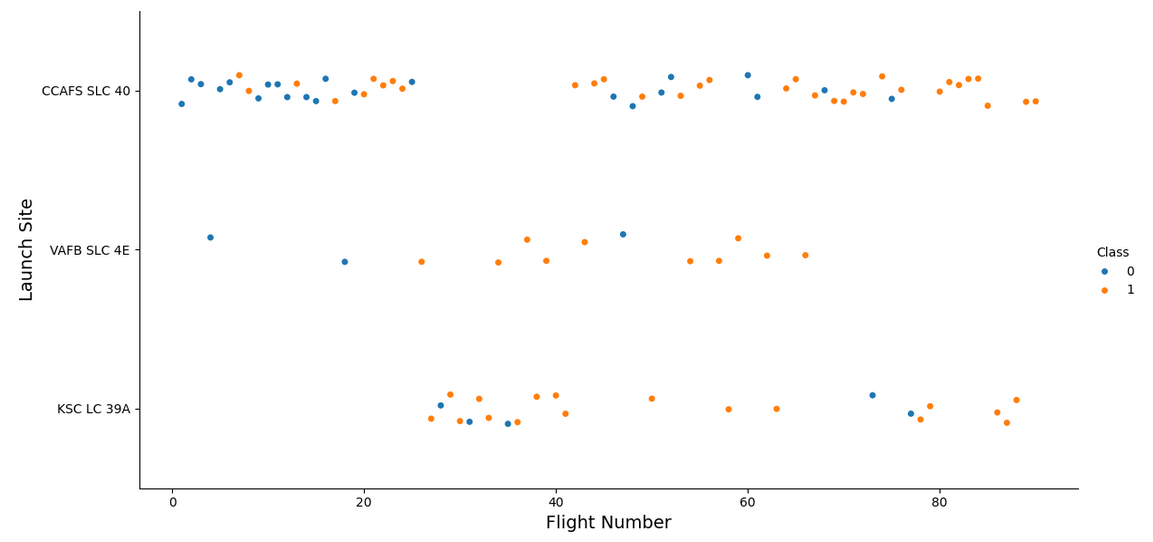 CCAFS SLC 40
VAFB SLC 4E
KSC LC 39A
Launch Site
0 20 40 60 80
Flight Number
Class
0
1